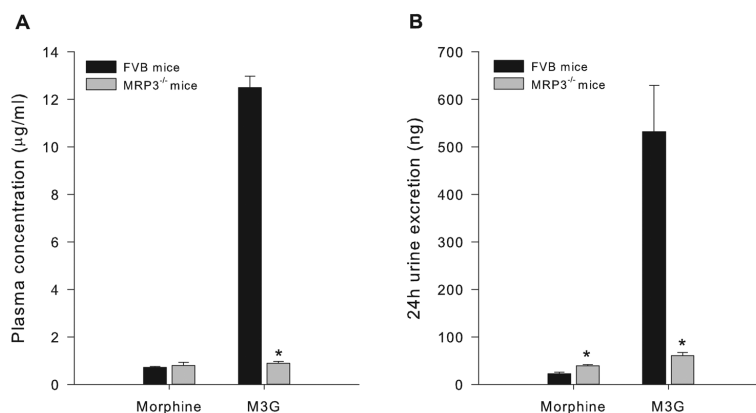 A
Plasma concentration (μg/ml)
14
12
10
8
6
4
2
0
FVB mice
MRP3-/- mice
*
Morphine
M3G
B
24h urine excretion (ng)
700
600
500
400
300
200
100
0
FVB mice
MRP3-/- mice
*
*
Morphine
M3G